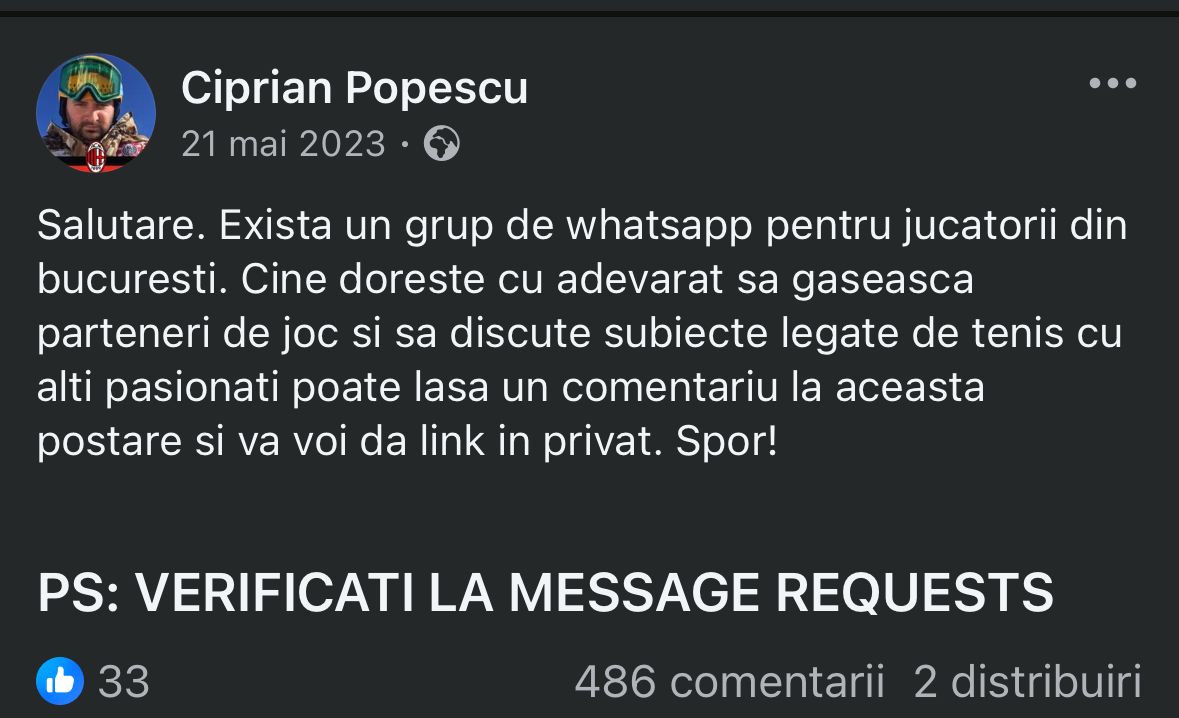 Ciprian Popescu
21 mai 2023 ·
Salutare. Exista un grup de whatsapp pentru jucatorii din
bucuresti. Cine doreste cu adevarat sa gaseasca
parteneri de joc si sa discute subiecte legate de tenis cu
alti pasionati poate lasa un comentariu la aceasta
postare si va voi da link in privat. Spor!
PS: VERIFICATI LA MESSAGE REQUESTS
33 486 comentarii 2 distribuiri